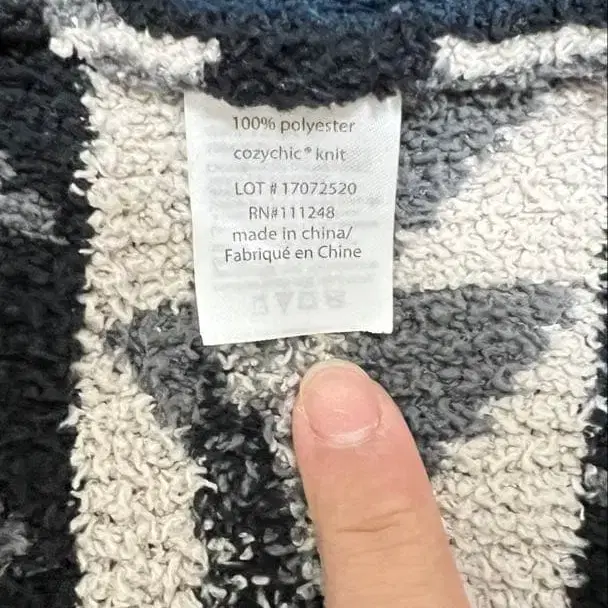 100% polyester
cozychic® knit
LOT # 17072520
RN#111248
made in china/
Fabriqué en Chine